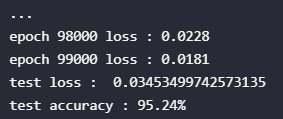 ...
epoch 98000 loss : 0.0228
epoch 99000 loss : 0.0181
test loss :  0.03453499742573135
test accuracy : 95.24%